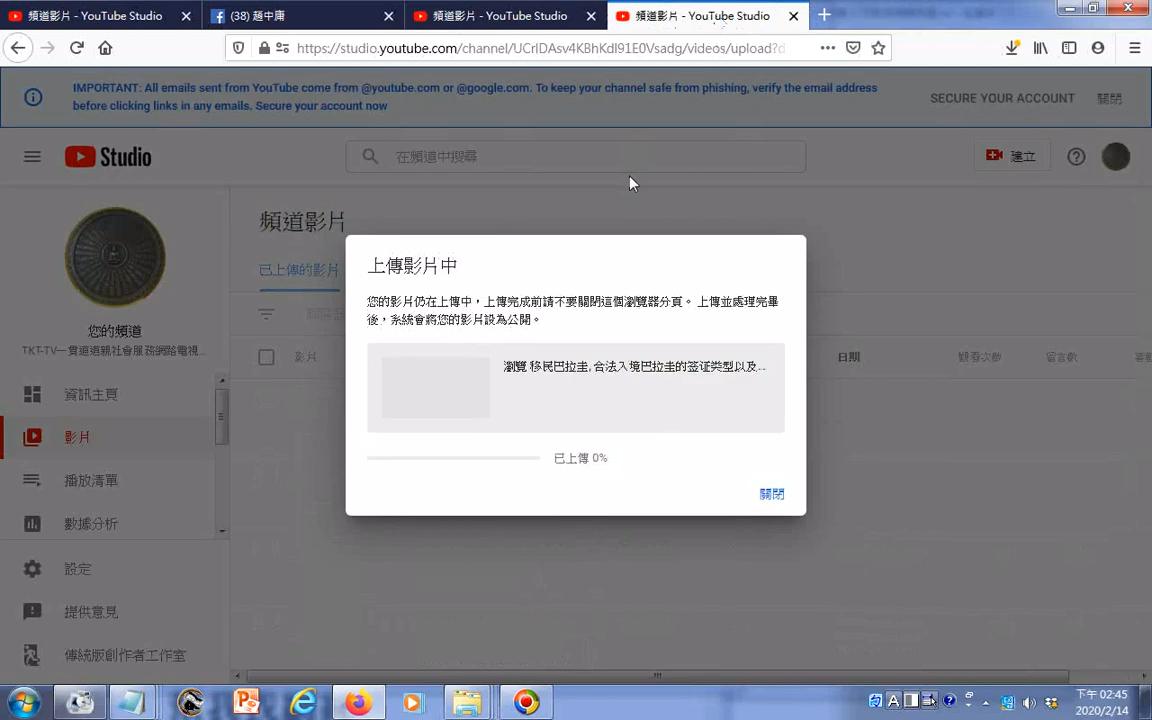 頻道影片 - YouTube Studio
(38) 趙中庸
頻道影片 - YouTube Studio
頻道影片 - YouTube Studio
https://studio.youtube.com/channel/UCrIDAsv4KBhKdI91E0Vsadg/videos/upload?d
IMPORTANT: All emails sent from YouTube come from @youtube.com or @google.com. To keep your channel safe from phishing, verify the email address
before clicking links in any emails. Secure your account now
SECURE YOUR ACCOUNT
關閉
Studio
在頻道中搜尋
建立
頻道影片
已上傳的影片
您的頻道
TKT-TV—貫道道親社會服務網路電視...
影片
日期
觀看次數
留言數
資訊主頁
影片
播放清單
數據分析
設定
提供意見
傳統版創作者工作室
上傳影片中
您的影片仍在上傳中，上傳完成前請不要關閉這個瀏覽器分頁。 上傳並處理完畢
後，系統會將您的影片設為公開。
瀏覽 移民巴拉圭, 合法入境巴拉圭的签证类型以及...
已上傳 0%
關閉
下午 02:45
2020/2/14